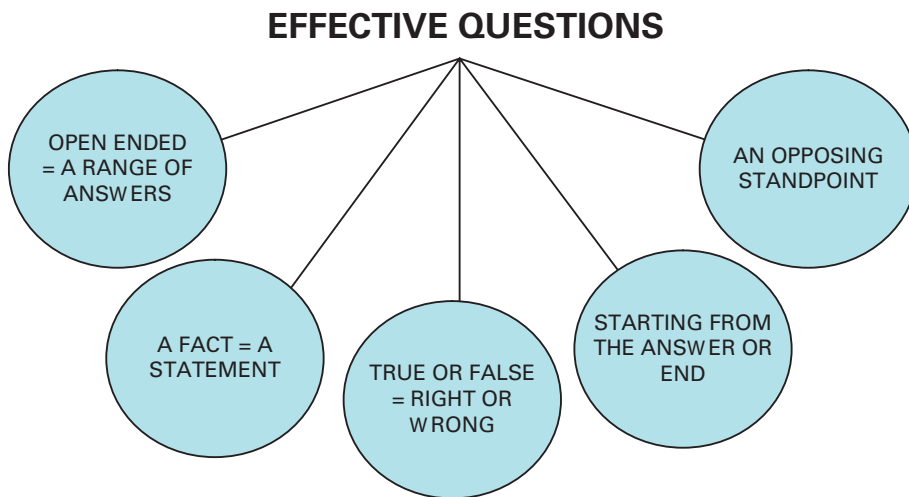 EFFECTIVE QUESTIONS
OPEN ENDED
= A RANGE OF
ANSWERS
A FACT = A
STATEMENT
TRUE OR FALSE
= RIGHT OR
WRONG
STARTING FROM
THE ANSWER OR
END
AN OPPOSING
STANDPOINT